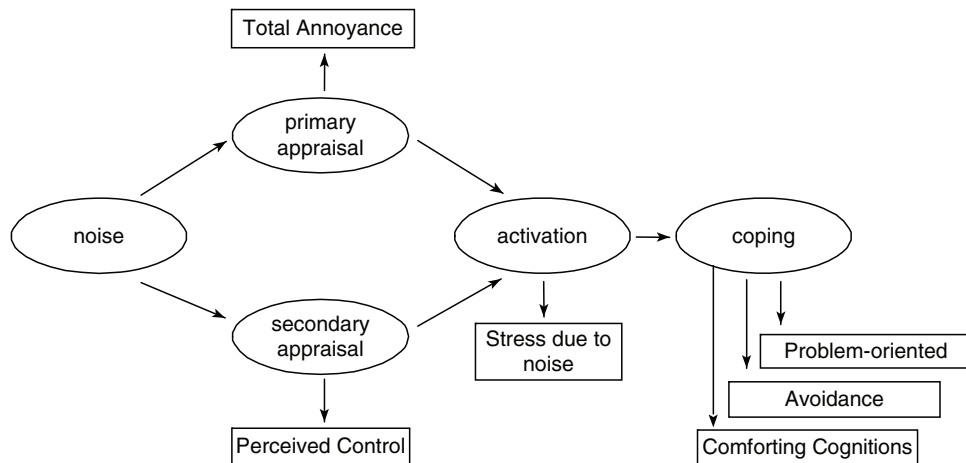 Total Annoyance
primary
appraisal
noise
activation
coping
secondary
appraisal
Stress due to
noise
Problem-oriented
Avoidance
Perceived Control
Comforting Cognitions